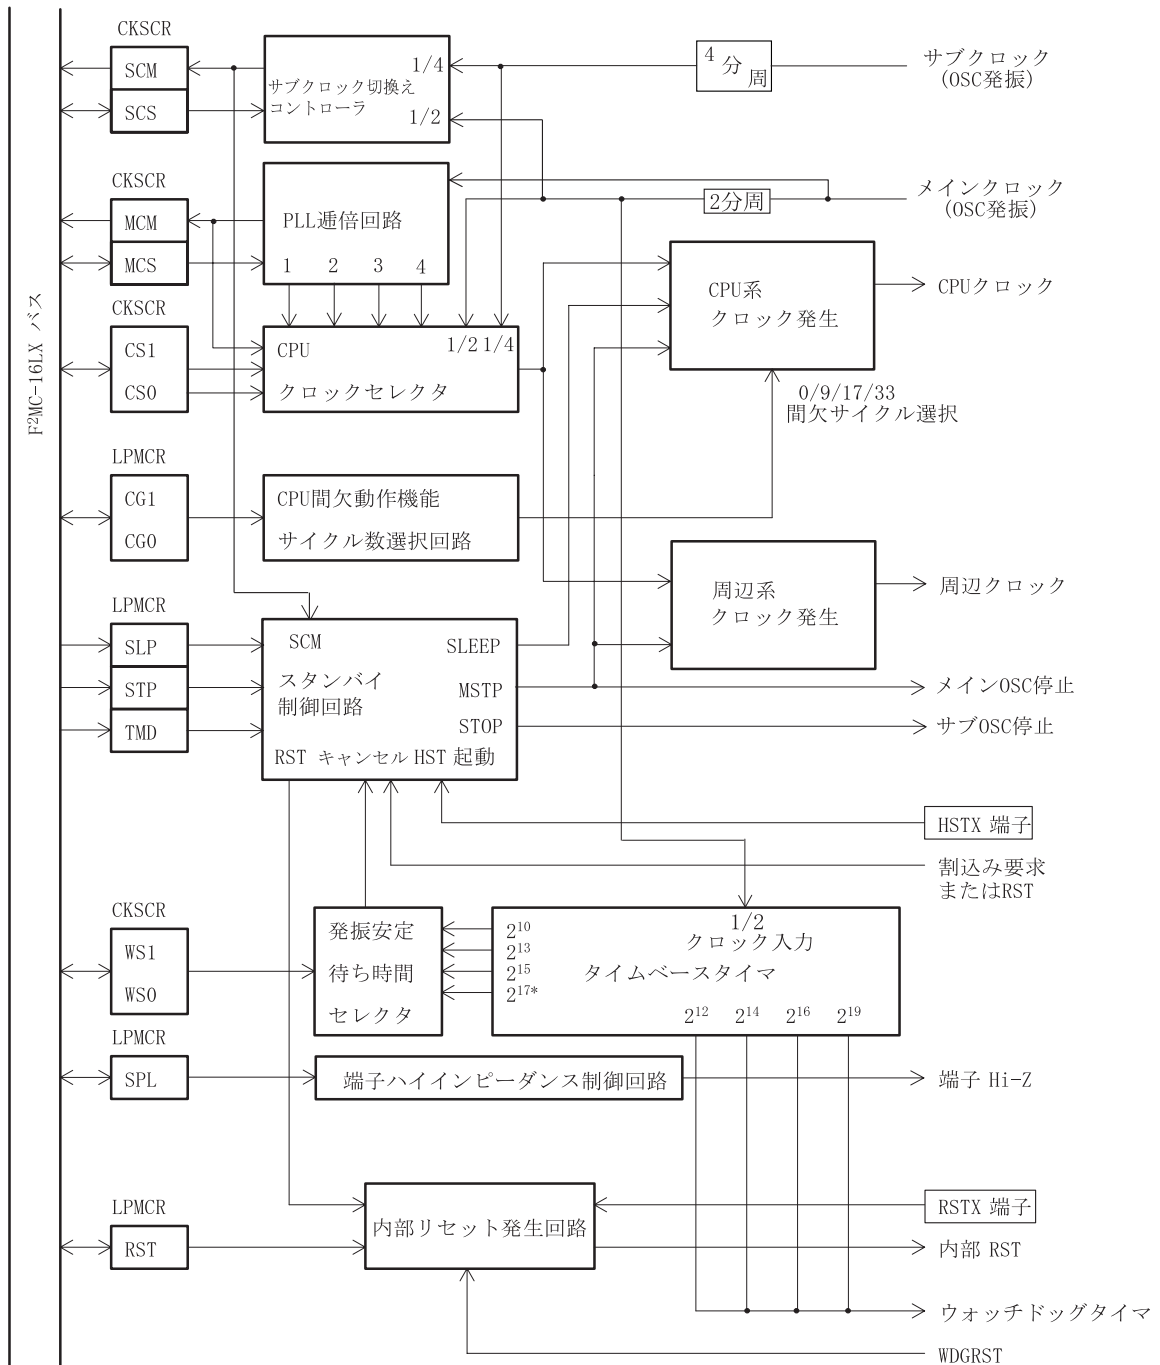 F²MC-16LX バス
CKSCR
SCM
SCS
サブクロック切換え
コントローラ
1/4
1/2
4分周
サブクロック
(OSC発振)
CKSCR
MCM
MCS
PLL逓倍回路
1 2 3 4
2分周
メインクロック
(OSC発振)
CPU系
クロック発生
CPUクロック
CKSCR
CS1
CS0
CPU
クロックセレクタ
1/2 1/4
0/9/17/33
間欠サイクル選択
LPMCR
CG1
CG0
CPU間欠動作機能
サイクル数選択回路
周辺系
クロック発生
周辺クロック
LPMCR
SLP
STP
TMD
SCM
スタンバイ
制御回路
SLEEP
MSTP
STOP
RST キャンセル HST 起動
メインOSC停止
サブOSC停止
HSTX 端子
割込み要求
またはRST
CKSCR
WS1
WS0
発振安定
待ち時間
セレクタ
2¹⁰
2¹³
2¹⁵
2¹⁷*
1/2
クロック入力
タイムベースタイマ
2¹² 2¹⁴ 2¹⁶ 2¹⁹
LPMCR
SPL
端子ハイインピーダンス制御回路
端子 Hi-Z
LPMCR
RST
内部リセット発生回路
RSTX 端子
内部 RST
ウォッチドッグタイマ
WDGRST